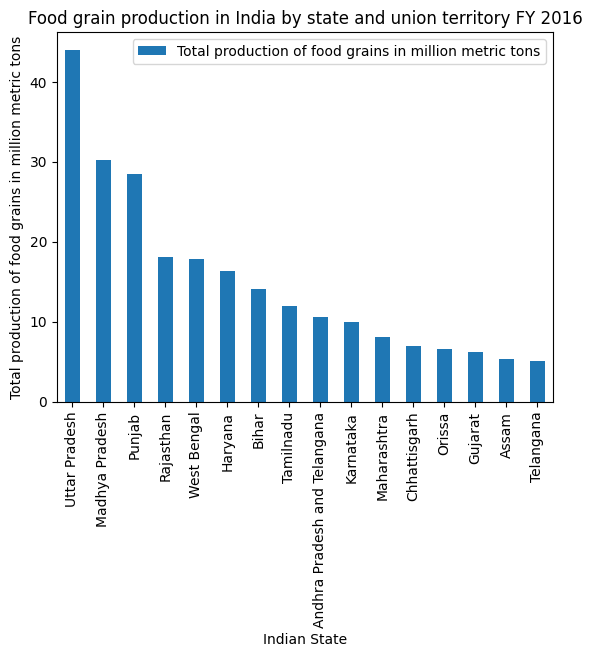 Food grain production in India by state and union territory FY 2016
Total production of food grains in million metric tons
Total production of food grains in million metric tons
40
30
20
10
0
Uttar Pradesh
Madhya Pradesh
Punjab
Rajasthan
West Bengal
Haryana
Bihar
Tamilnadu
Andhra Pradesh and Telangana
Karnataka
Maharashtra
Chhattisgarh
Orissa
Gujarat
Assam
Telangana
Indian State